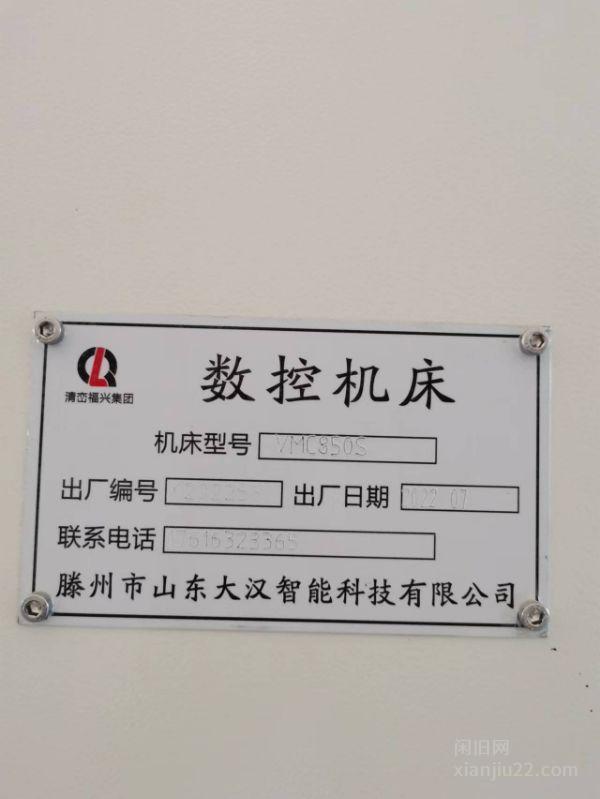 清峦福兴集团
数控机床
机床型号 VMC850S
出厂编号
出厂日期 2022 07
联系电话 17616323365
滕州市山东大汉智能科技有限公司
闲旧网
xianjiu22.com